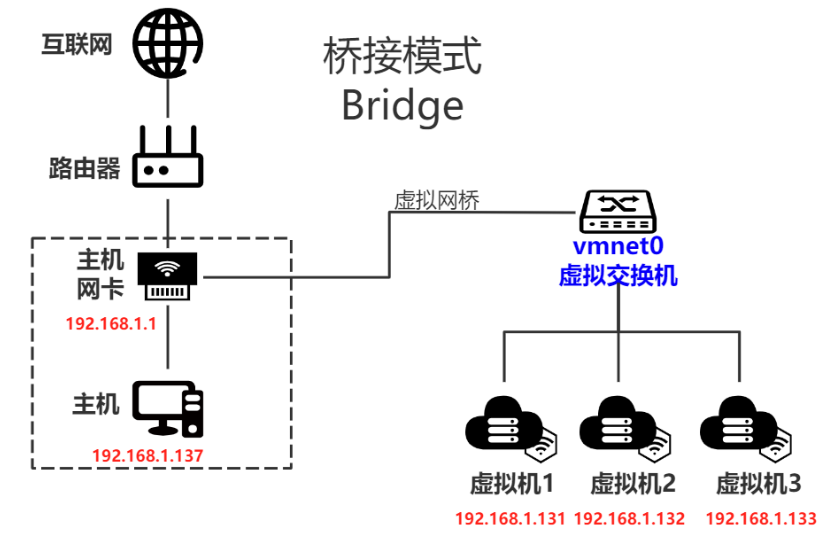 互联网
桥接模式
Bridge
路由器
虚拟网桥
vmnet0
虚拟交换机
主机
网卡
192.168.1.1
主机
192.168.1.137
虚拟机1
虚拟机2
虚拟机3
192.168.1.131
192.168.1.132
192.168.1.133